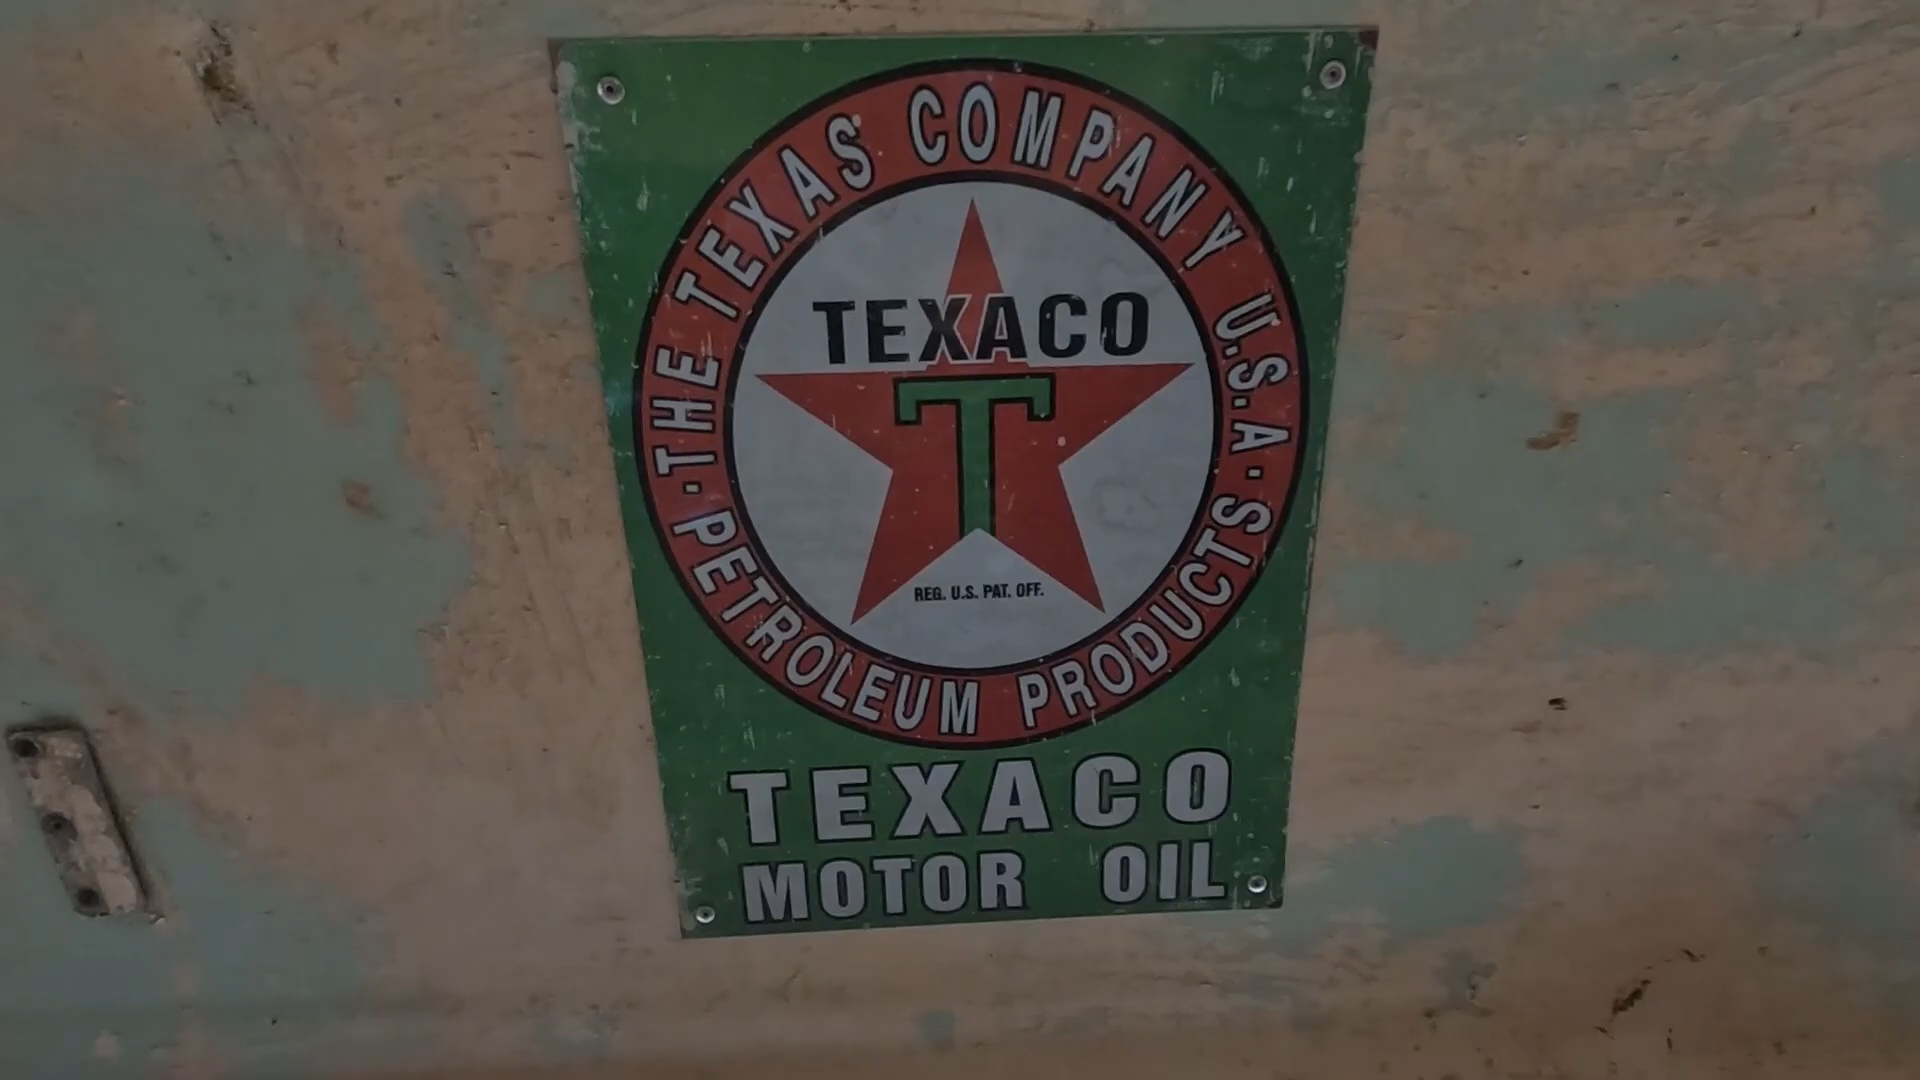 THE TEXAS COMPANY U.S.A.
TEXACO
T
REG. U.S. PAT. OFF.
· PETROLEUM PRODUCTS ·
TEXACO
MOTOR OIL